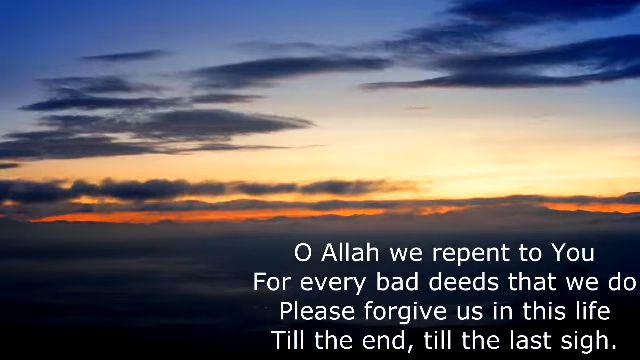 O Allah we repent to You
For every bad deeds that we do
Please forgive us in this life
Till the end, till the last sigh.